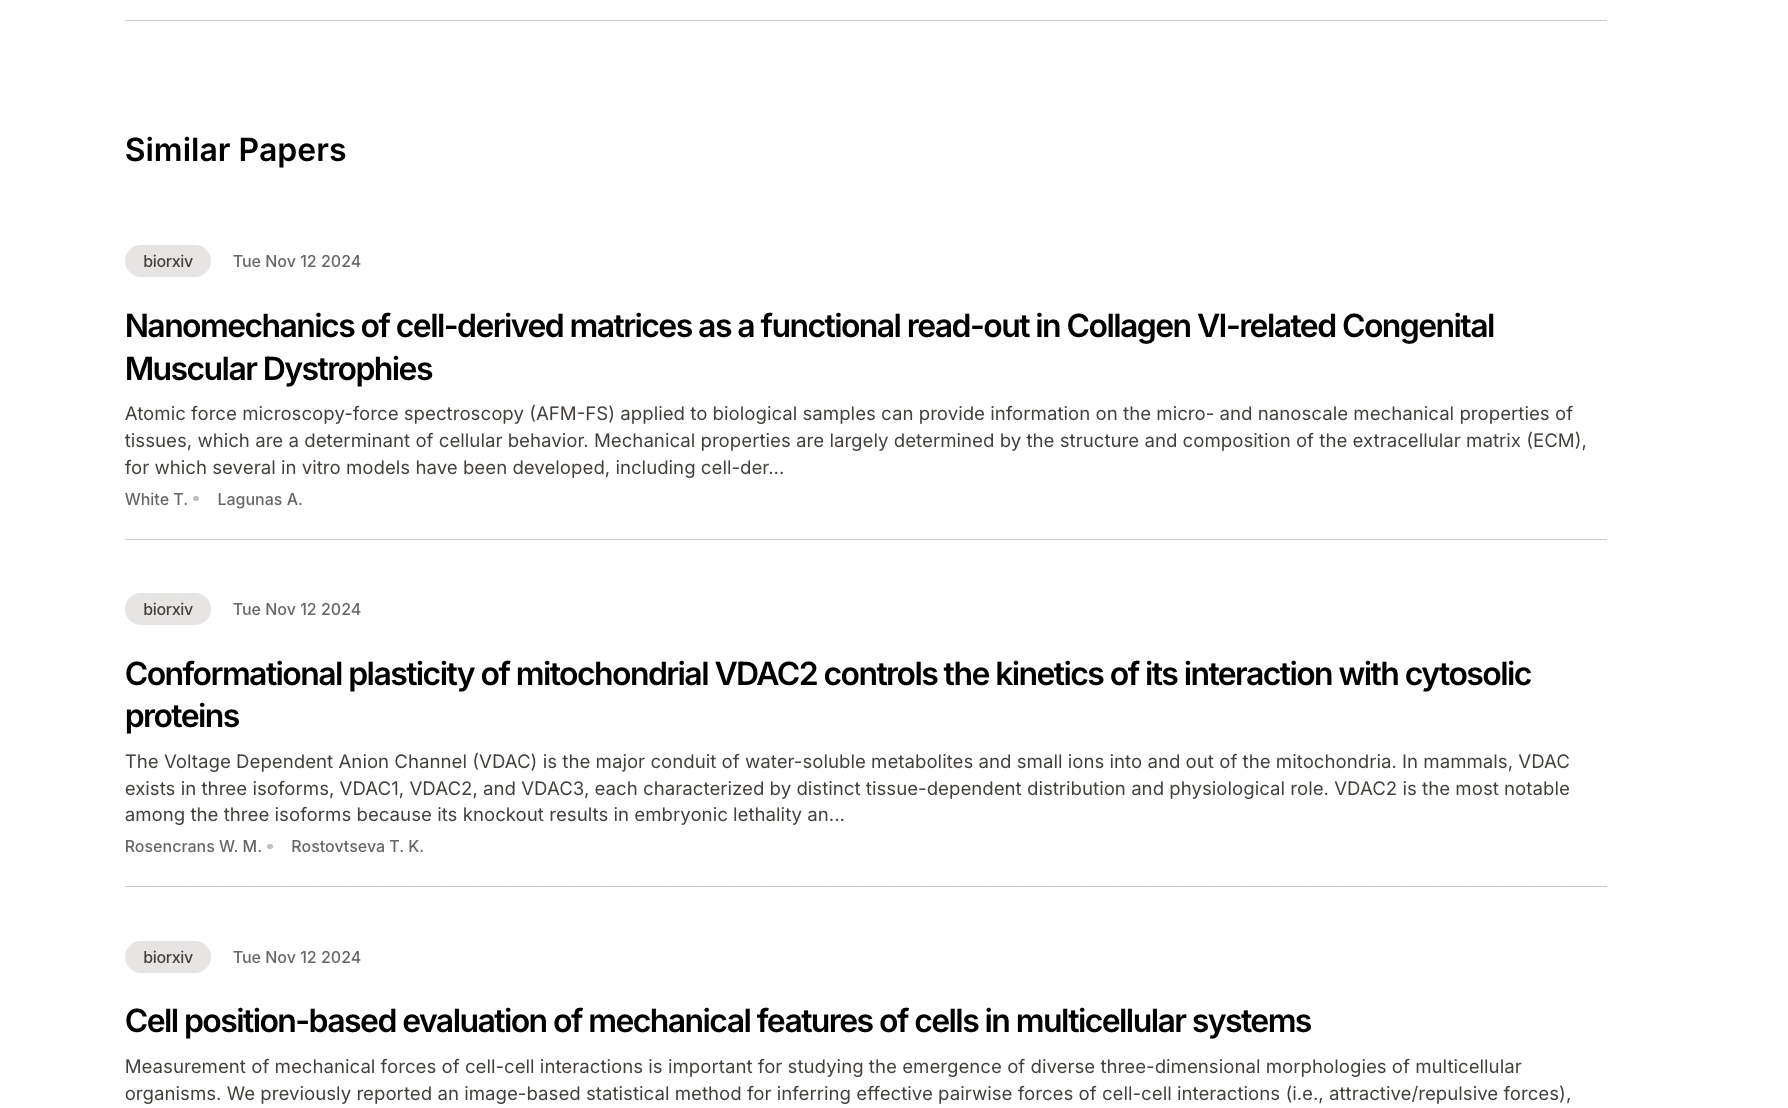 Similar Papers
biorxiv Tue Nov 12 2024
Nanomechanics of cell-derived matrices as a functional read-out in Collagen VI-related Congenital
Muscular Dystrophies
Atomic force microscopy-force spectroscopy (AFM-FS) applied to biological samples can provide information on the micro- and nanoscale mechanical properties of
tissues, which are a determinant of cellular behavior. Mechanical properties are largely determined by the structure and composition of the extracellular matrix (ECM),
for which several in vitro models have been developed, including cell-der...
White T. • Lagunas A.
biorxiv Tue Nov 12 2024
Conformational plasticity of mitochondrial VDAC2 controls the kinetics of its interaction with cytosolic
proteins
The Voltage Dependent Anion Channel (VDAC) is the major conduit of water-soluble metabolites and small ions into and out of the mitochondria. In mammals, VDAC
exists in three isoforms, VDAC1, VDAC2, and VDAC3, each characterized by distinct tissue-dependent distribution and physiological role. VDAC2 is the most notable
among the three isoforms because its knockout results in embryonic lethality an...
Rosencrans W. M. • Rostovtseva T. K.
biorxiv Tue Nov 12 2024
Cell position-based evaluation of mechanical features of cells in multicellular systems
Measurement of mechanical forces of cell-cell interactions is important for studying the emergence of diverse three-dimensional morphologies of multicellular
organisms. We previously reported an image-based statistical method for inferring effective pairwise forces of cell-cell interactions (i.e., attractive/repulsive forces),